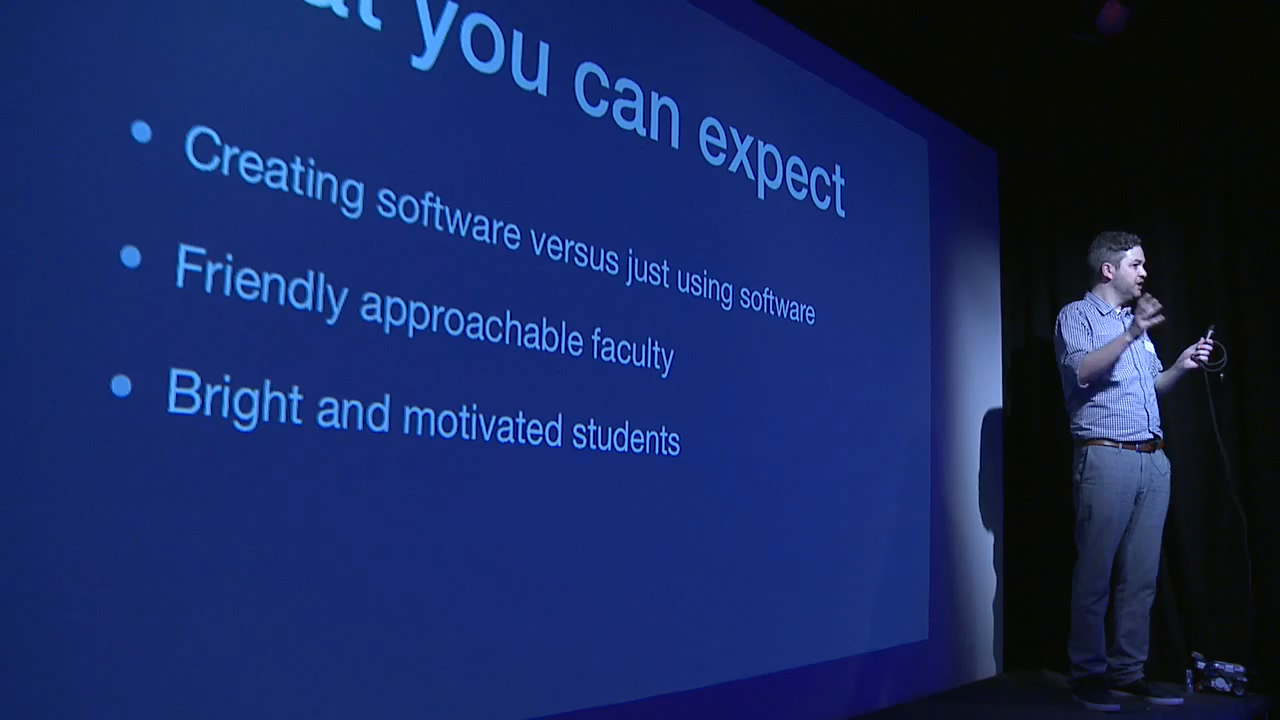 you can expect
• Creating software versus just using software
• Friendly approachable faculty
• Bright and motivated students